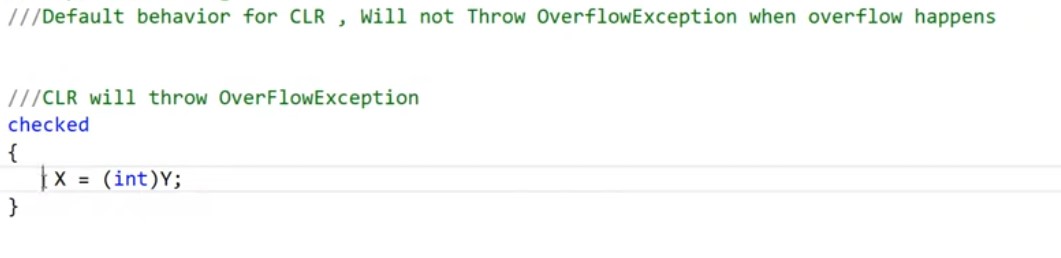 ///Default behavior for CLR , Will not Throw OverflowException when overflow happens
///CLR will throw OverFlowException
checked
{
X = (int)Y;
}